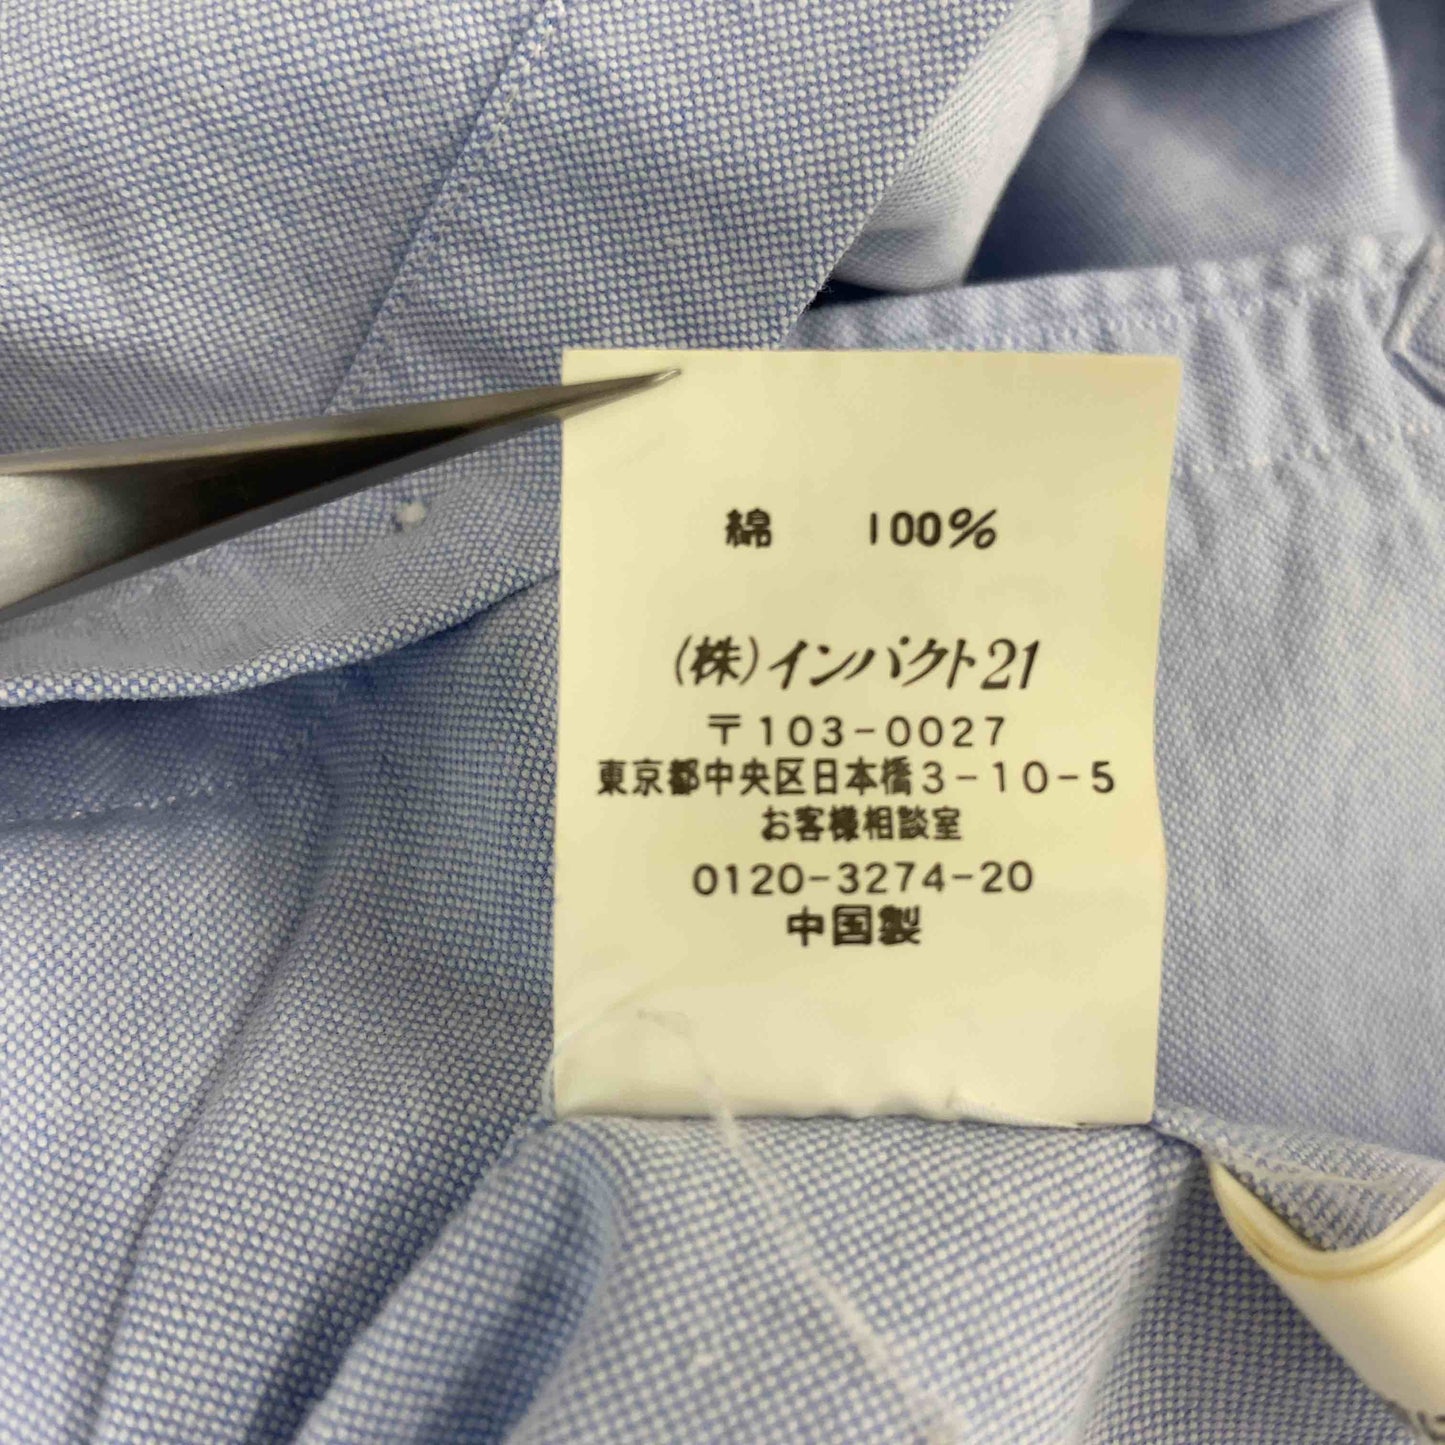 綿 100%
(株)インパクト21
〒103-0027
東京都中央区日本橋3-10-5
お客様相談室
0120-3274-20
中国製